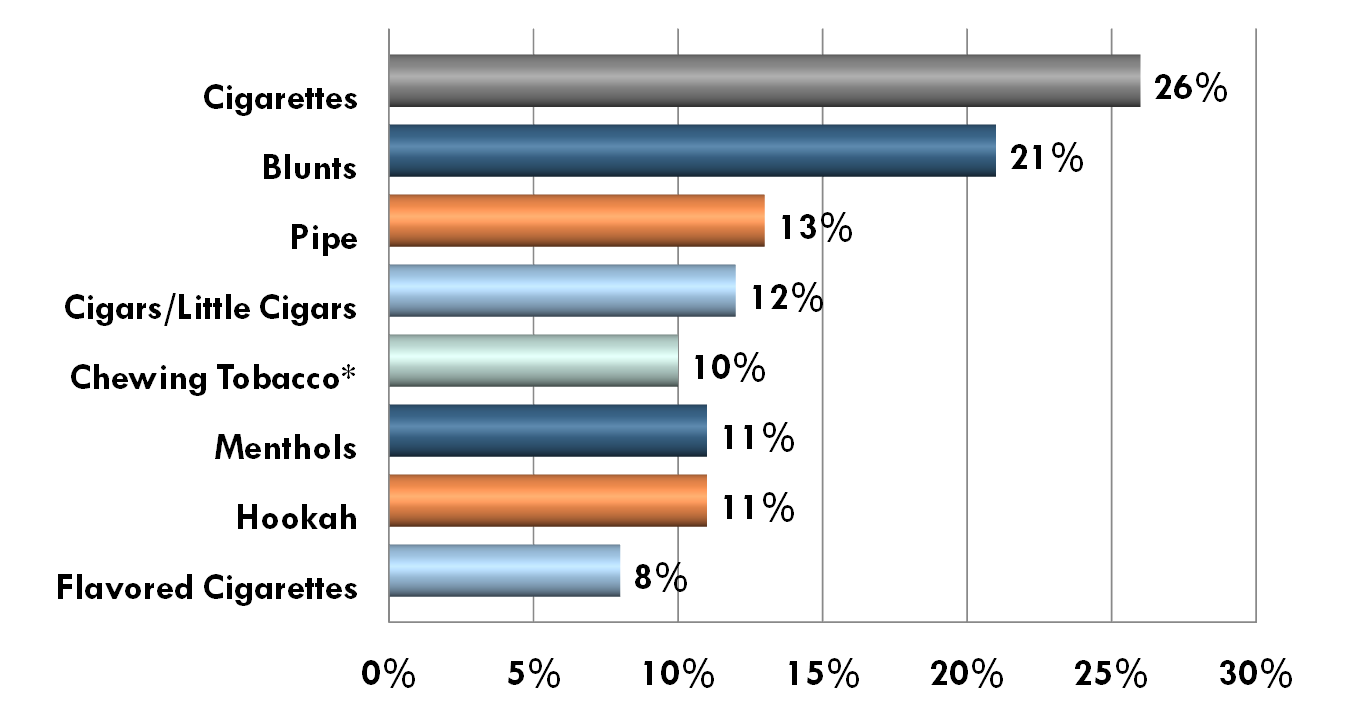 Cigarettes 26%
Blunts 21%
Pipe 13%
Cigars/Little Cigars 12%
Chewing Tobacco* 10%
Menthols 11%
Hookah 11%
Flavored Cigarettes 8%
0% 5% 10% 15% 20% 25% 30%